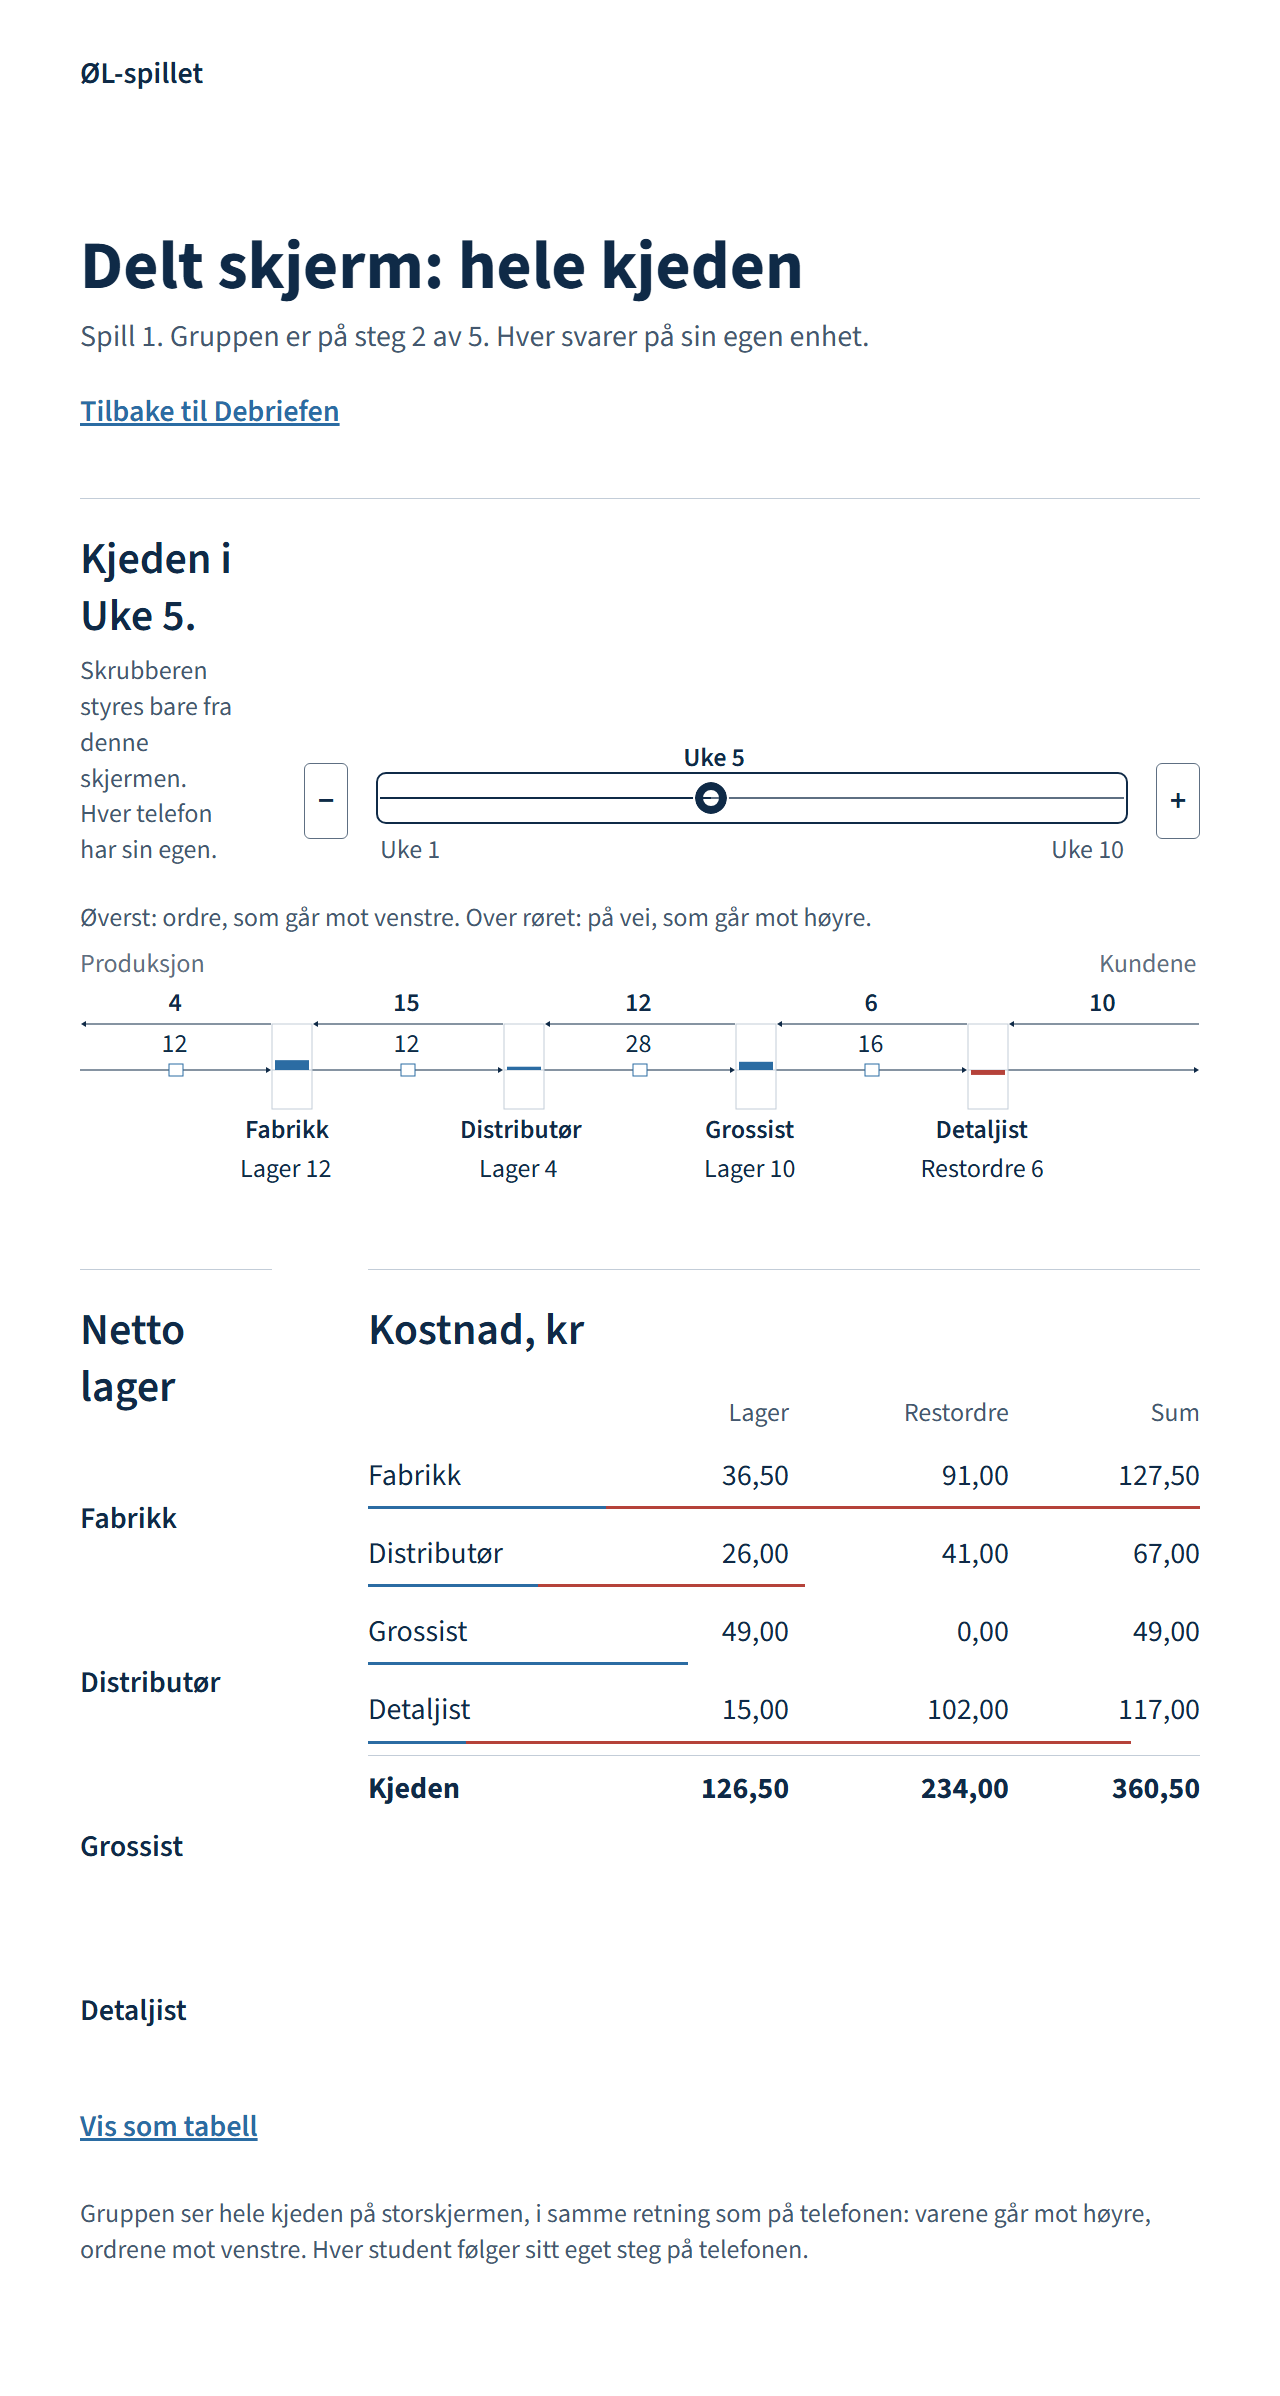 ØL-spillet
Delt skjerm: hele kjeden
Spill 1. Gruppen er på steg 2 av 5. Hver svarer på sin egen enhet.
Tilbake til Debriefen
Kjeden i
Uke 5.
Skrubberen
styres bare fra
denne
skjermen.
Hver telefon
har sin egen.
Uke 5
−
+
Uke 1
Uke 10
Øverst: ordre, som går mot venstre. Over røret: på vei, som går mot høyre.
Produksjon
Kundene
4 15 12 6 10
12 12 28 16
Fabrikk Distributør Grossist Detaljist
Lager 12 Lager 4 Lager 10 Restordre 6
Netto
lager
Fabrikk
Distributør
Grossist
Detaljist
Kostnad, kr
Lager Restordre Sum
Fabrikk 36,50 91,00 127,50
Distributør 26,00 41,00 67,00
Grossist 49,00 0,00 49,00
Detaljist 15,00 102,00 117,00
Kjeden 126,50 234,00 360,50
Vis som tabell
Gruppen ser hele kjeden på storskjermen, i samme retning som på telefonen: varene går mot høyre,
ordrene mot venstre. Hver student følger sitt eget steg på telefonen.